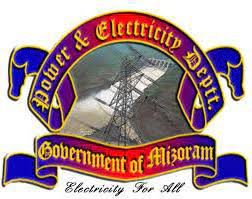 Power & Electricity Deptt.
Government of Mizoram
Electricity For All